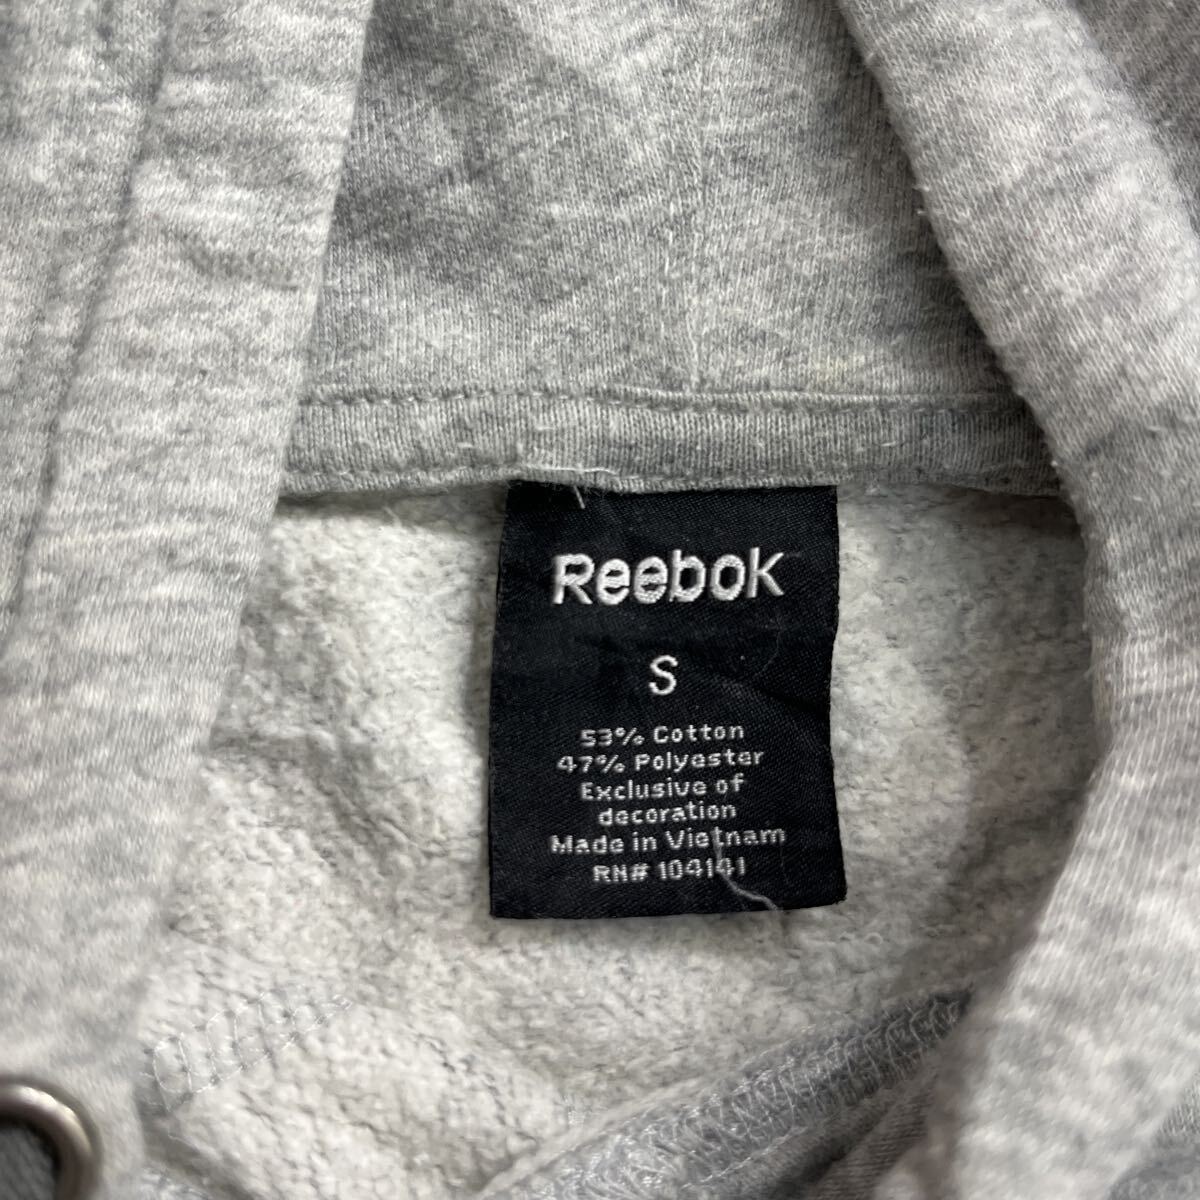 Reebok
S
53% Cotton
47% Polyester
Exclusive of
decoration
Made in Vietnam
RN# 104141